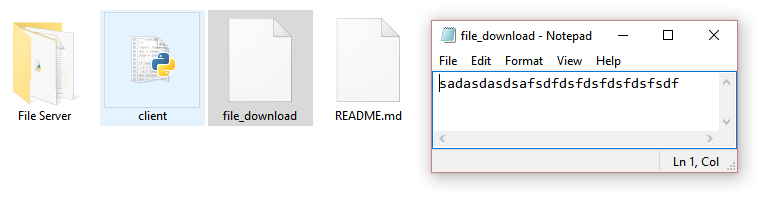 File Server
client
file_download
README.md
file_download - Notepad
File Edit Format View Help
sadasdasdsafsdfdsfdsfdsfdsfsdf
Ln 1, Col